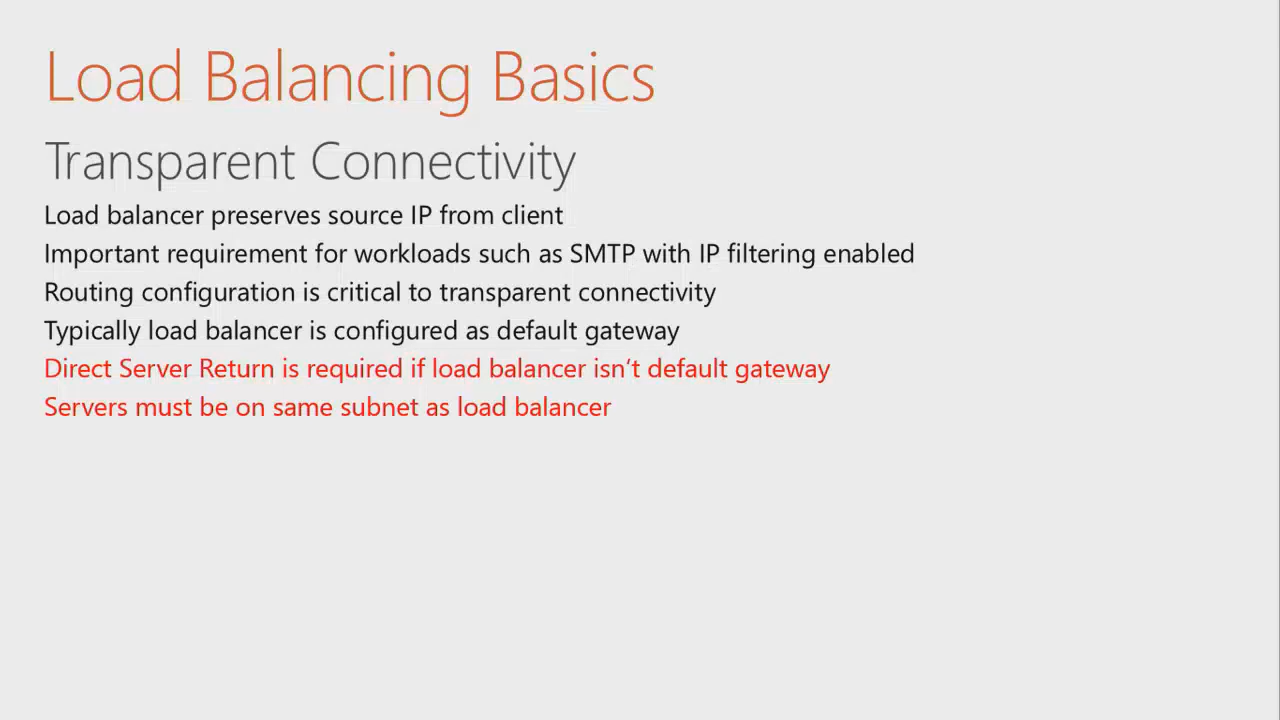 Load Balancing Basics
Transparent Connectivity
Load balancer preserves source IP from client
Important requirement for workloads such as SMTP with IP filtering enabled
Routing configuration is critical to transparent connectivity
Typically load balancer is configured as default gateway
Direct Server Return is required if load balancer isn’t default gateway
Servers must be on same subnet as load balancer